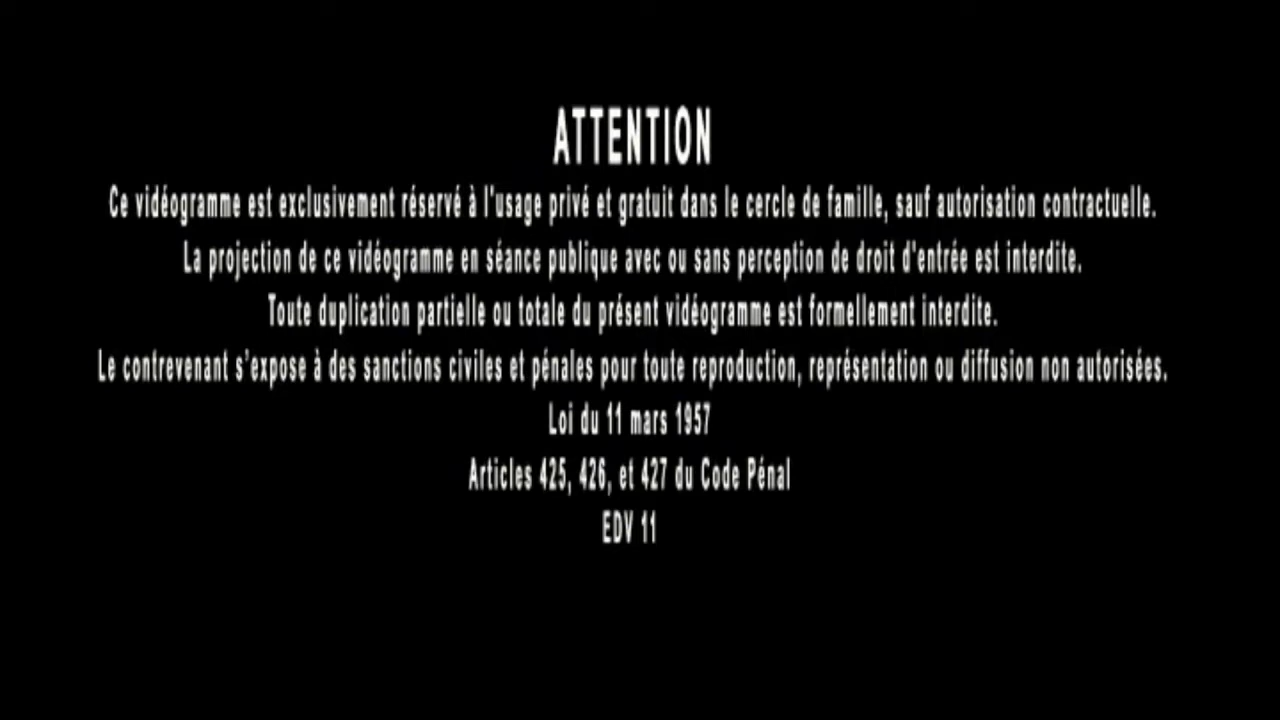 ATTENTION
Ce vidéogramme est exclusivement réservé à l'usage privé et gratuit dans le cercle de famille, sauf autorisation contractuelle.
La projection de ce vidéogramme en séance publique avec ou sans perception de droit d'entrée est interdite.
Toute duplication partielle ou totale du présent vidéogramme est formellement interdite.
Le contrevenant s’expose à des sanctions civiles et pénales pour toute reproduction, représentation ou diffusion non autorisées.
Loi du 11 mars 1957
Articles 425, 426, et 427 du Code Pénal
EDV 11